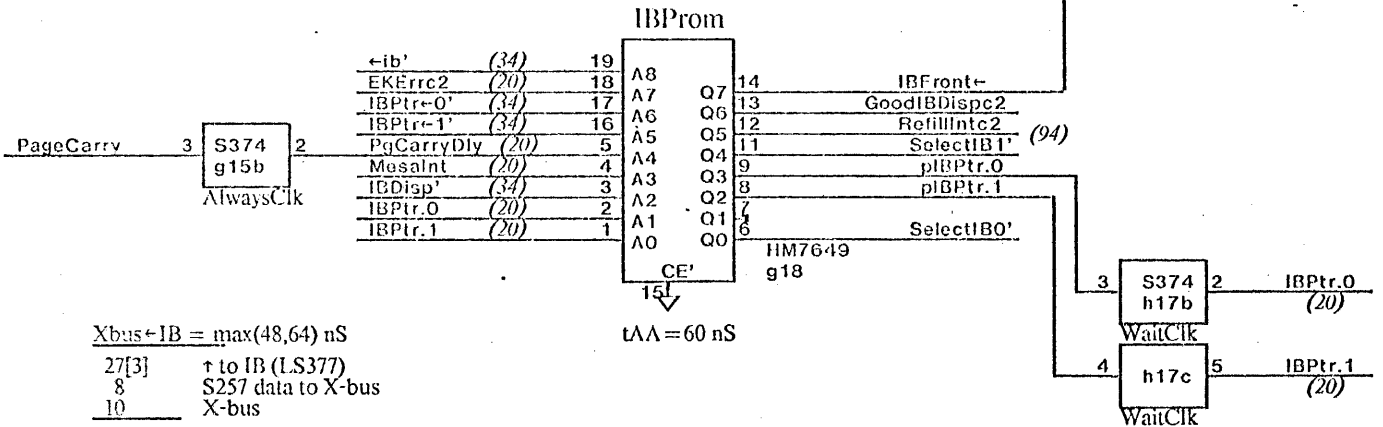 IBProm
←ib' (34) 19 A8
EKErrc2 (20) 18 A7
IBPtr←0' (34) 17 A6
IBPtr←1' (34) 16 A5
PgCarryDly (20) 5 A4
MesaInt (20) 4 A3
IBDisp' (34) 3 A2
IBPtr.0 (20) 2 A1
IBPtr.1 (20) 1 A0
Q7 14 IBFront←
Q6 13 GoodIBDispc2
Q5 12 RefillIntc2 (94)
Q4 11 SelectIB1'
Q3 9 pIBPtr.0
Q2 8 pIBPtr.1
Q1 7
Q0 6 SelectIB0'
PageCarry 3 S374 2
g15b
AlwaysClk
HM7649
g18
CE'
15
tAA=60 nS
3 S374 2 IBPtr.0
h17b (20)
WaitClk
4 h17c 5 IBPtr.1
(20)
WaitClk
Xbus←IB = max(48,64) nS
27[3] ↑ to IB (LS377)
8 S257 data to X-bus
10 X-bus